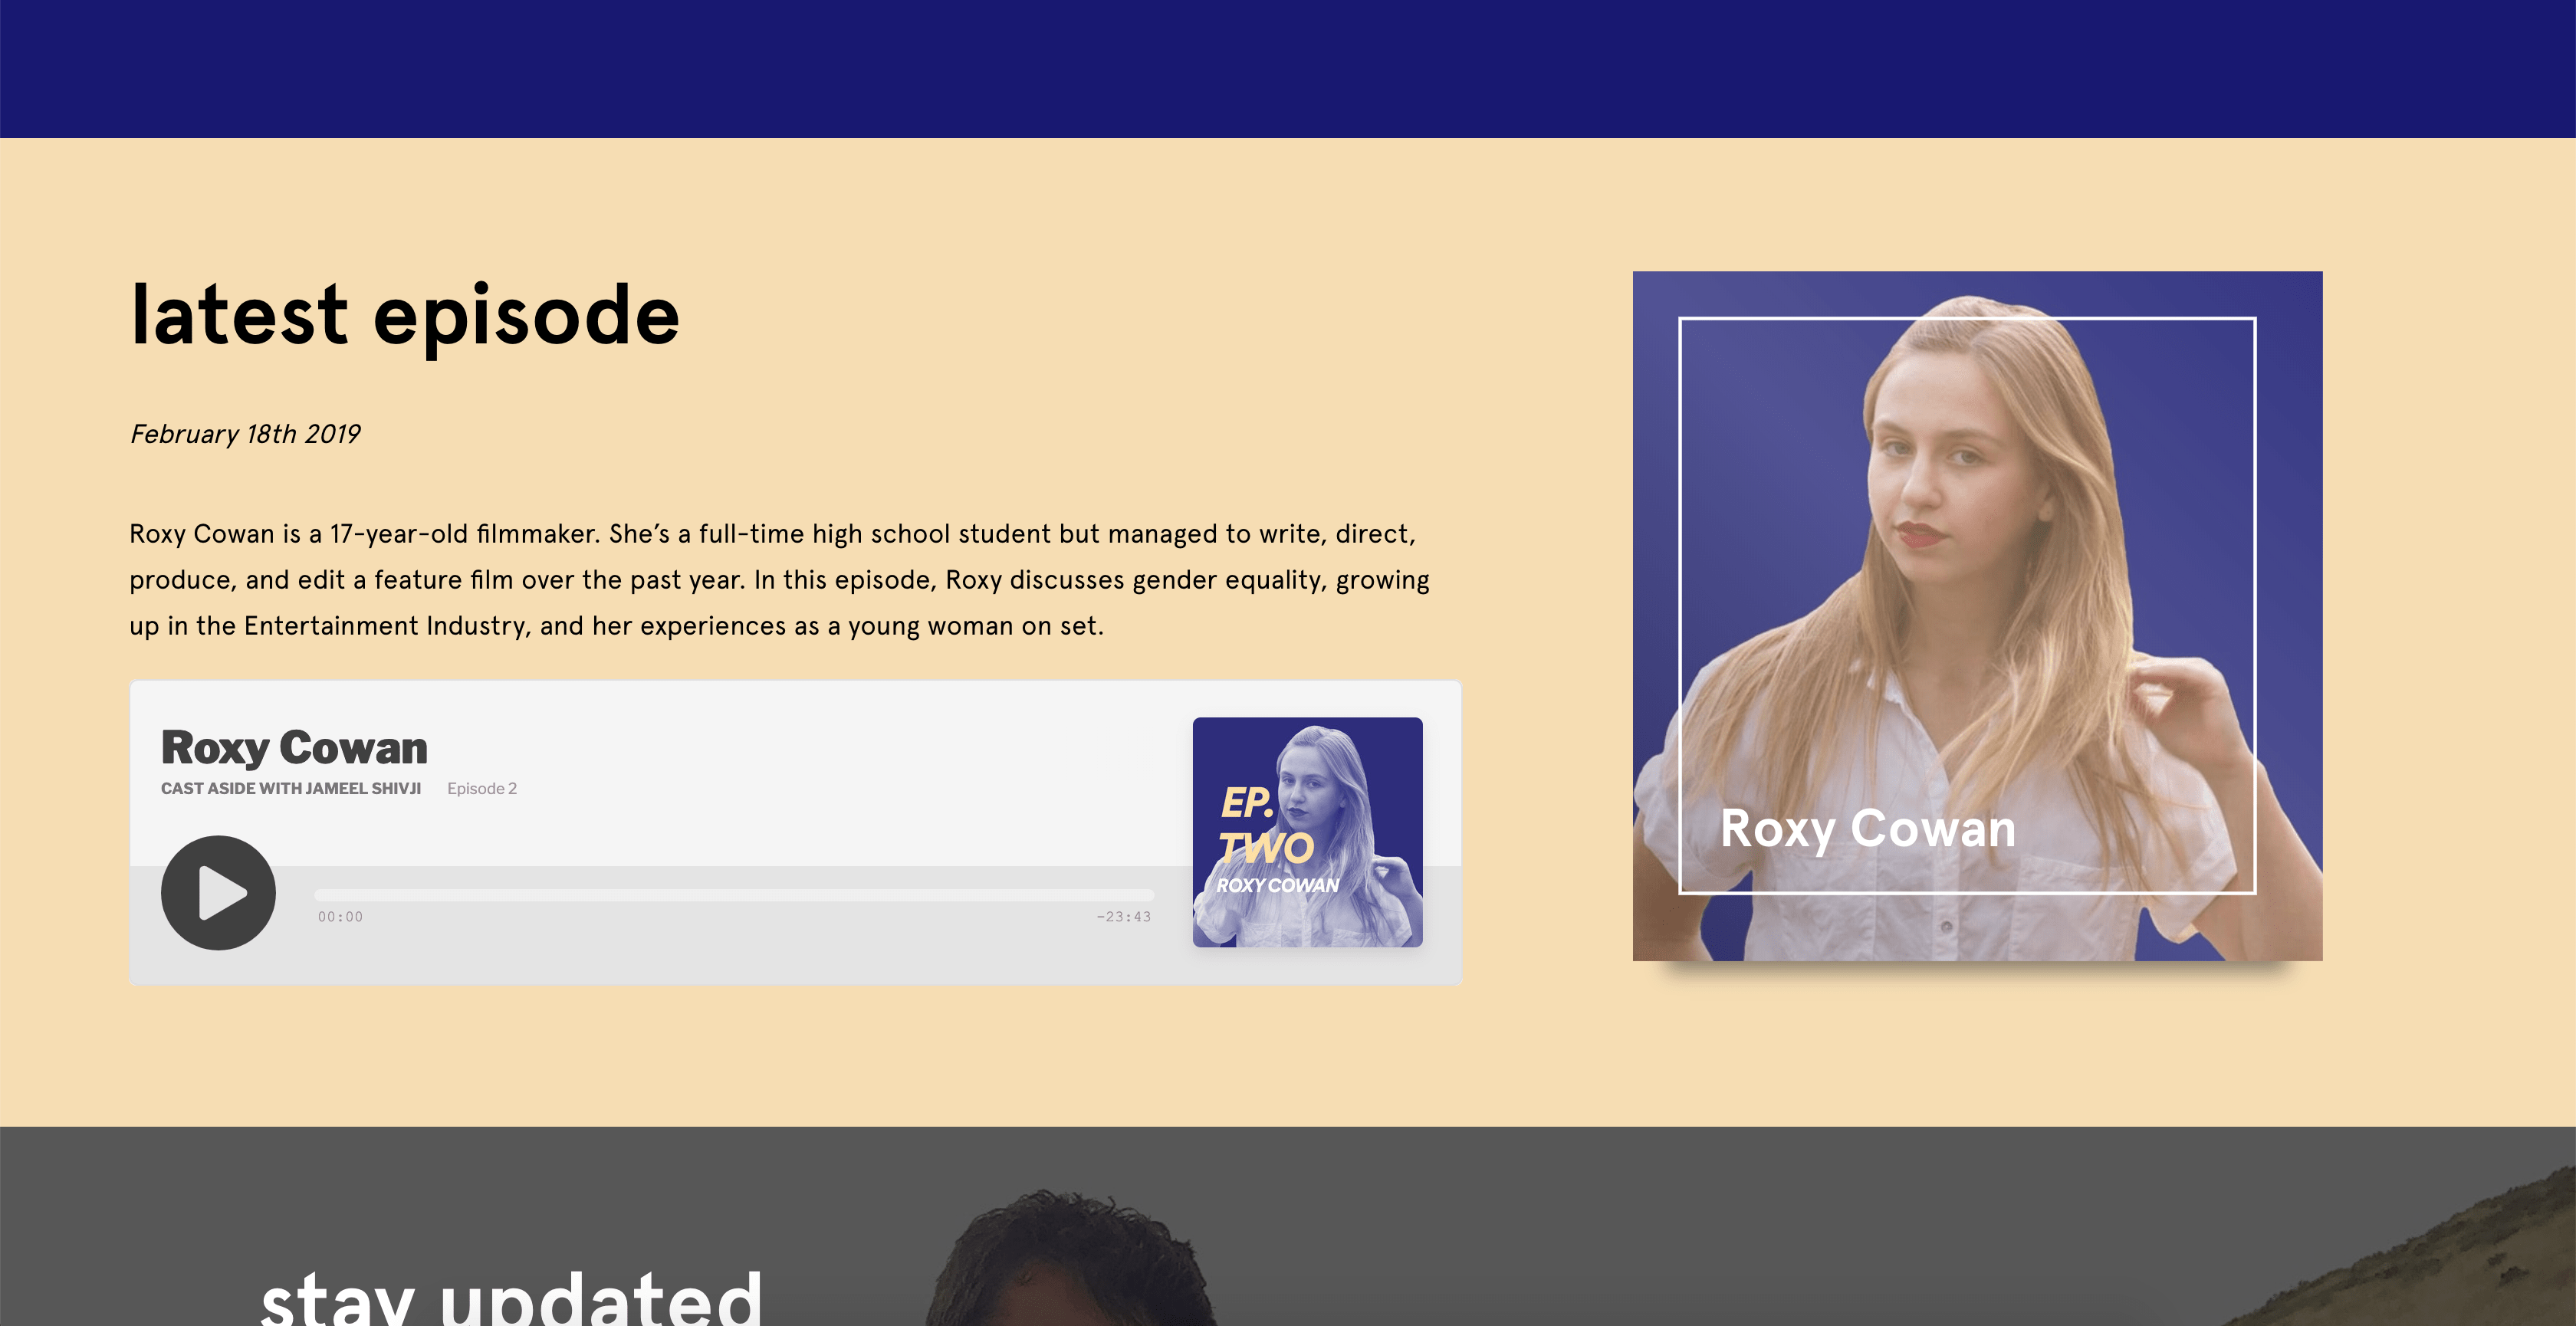 latest episode
February 18th 2019
Roxy Cowan is a 17-year-old filmmaker. She’s a full-time high school student but managed to write, direct,
produce, and edit a feature film over the past year. In this episode, Roxy discusses gender equality, growing
up in the Entertainment Industry, and her experiences as a young woman on set.
Roxy Cowan
CAST ASIDE WITH JAMEEL SHIVJI Episode 2
00:00 -23:43
EP.
TWO
ROXY COWAN
Roxy Cowan
stay updated